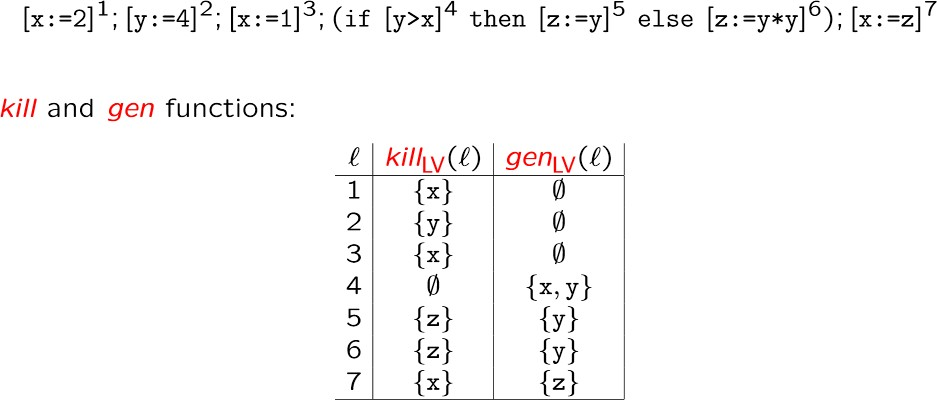 [x:=2]¹; [y:=4]²; [x:=1]³; (if [y>x]⁴ then [z:=y]⁵ else [z:=y*y]⁶); [x:=z]⁷
kill and gen functions:
ℓ kill_LV(ℓ) gen_LV(ℓ)
1 {x} ∅
2 {y} ∅
3 {x} ∅
4 ∅ {x, y}
5 {z} {y}
6 {z} {y}
7 {x} {z}